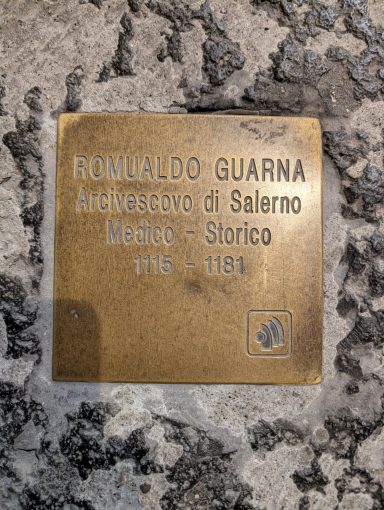 ROMUALDO GUARNA
Arcivescovo di Salerno
Medico - Storico
1115 - 1181